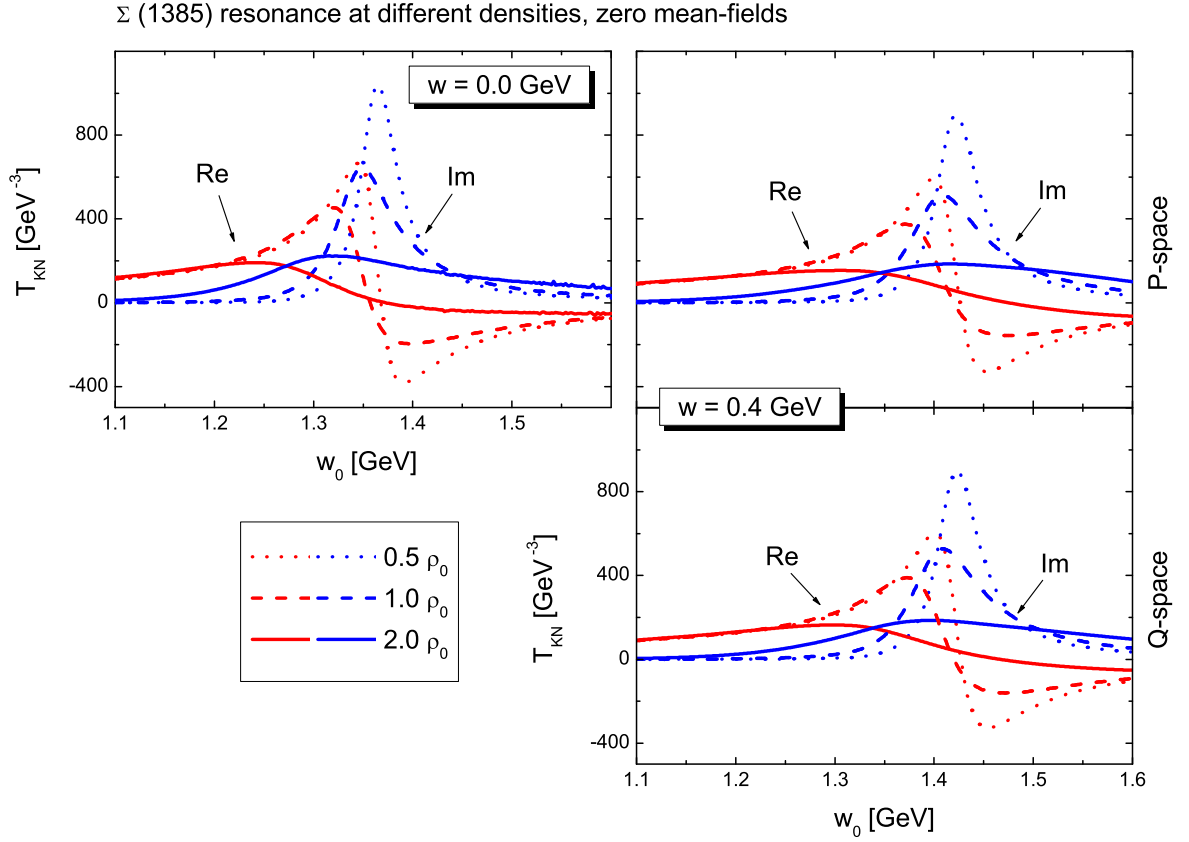 Σ (1385) resonance at different densities, zero mean-fields
w = 0.0 GeV
Re
Im
800
400
0
-400
T_KN [GeV^-3]
1.1
1.2
1.3
1.4
1.5
w_0 [GeV]
Re
Im
P-space
w = 0.4 GeV
0.5 ρ_0
1.0 ρ_0
2.0 ρ_0
Re
Im
800
400
0
-400
T_KN [GeV^-3]
Q-space
1.1
1.2
1.3
1.4
1.5
1.6
w_0 [GeV]